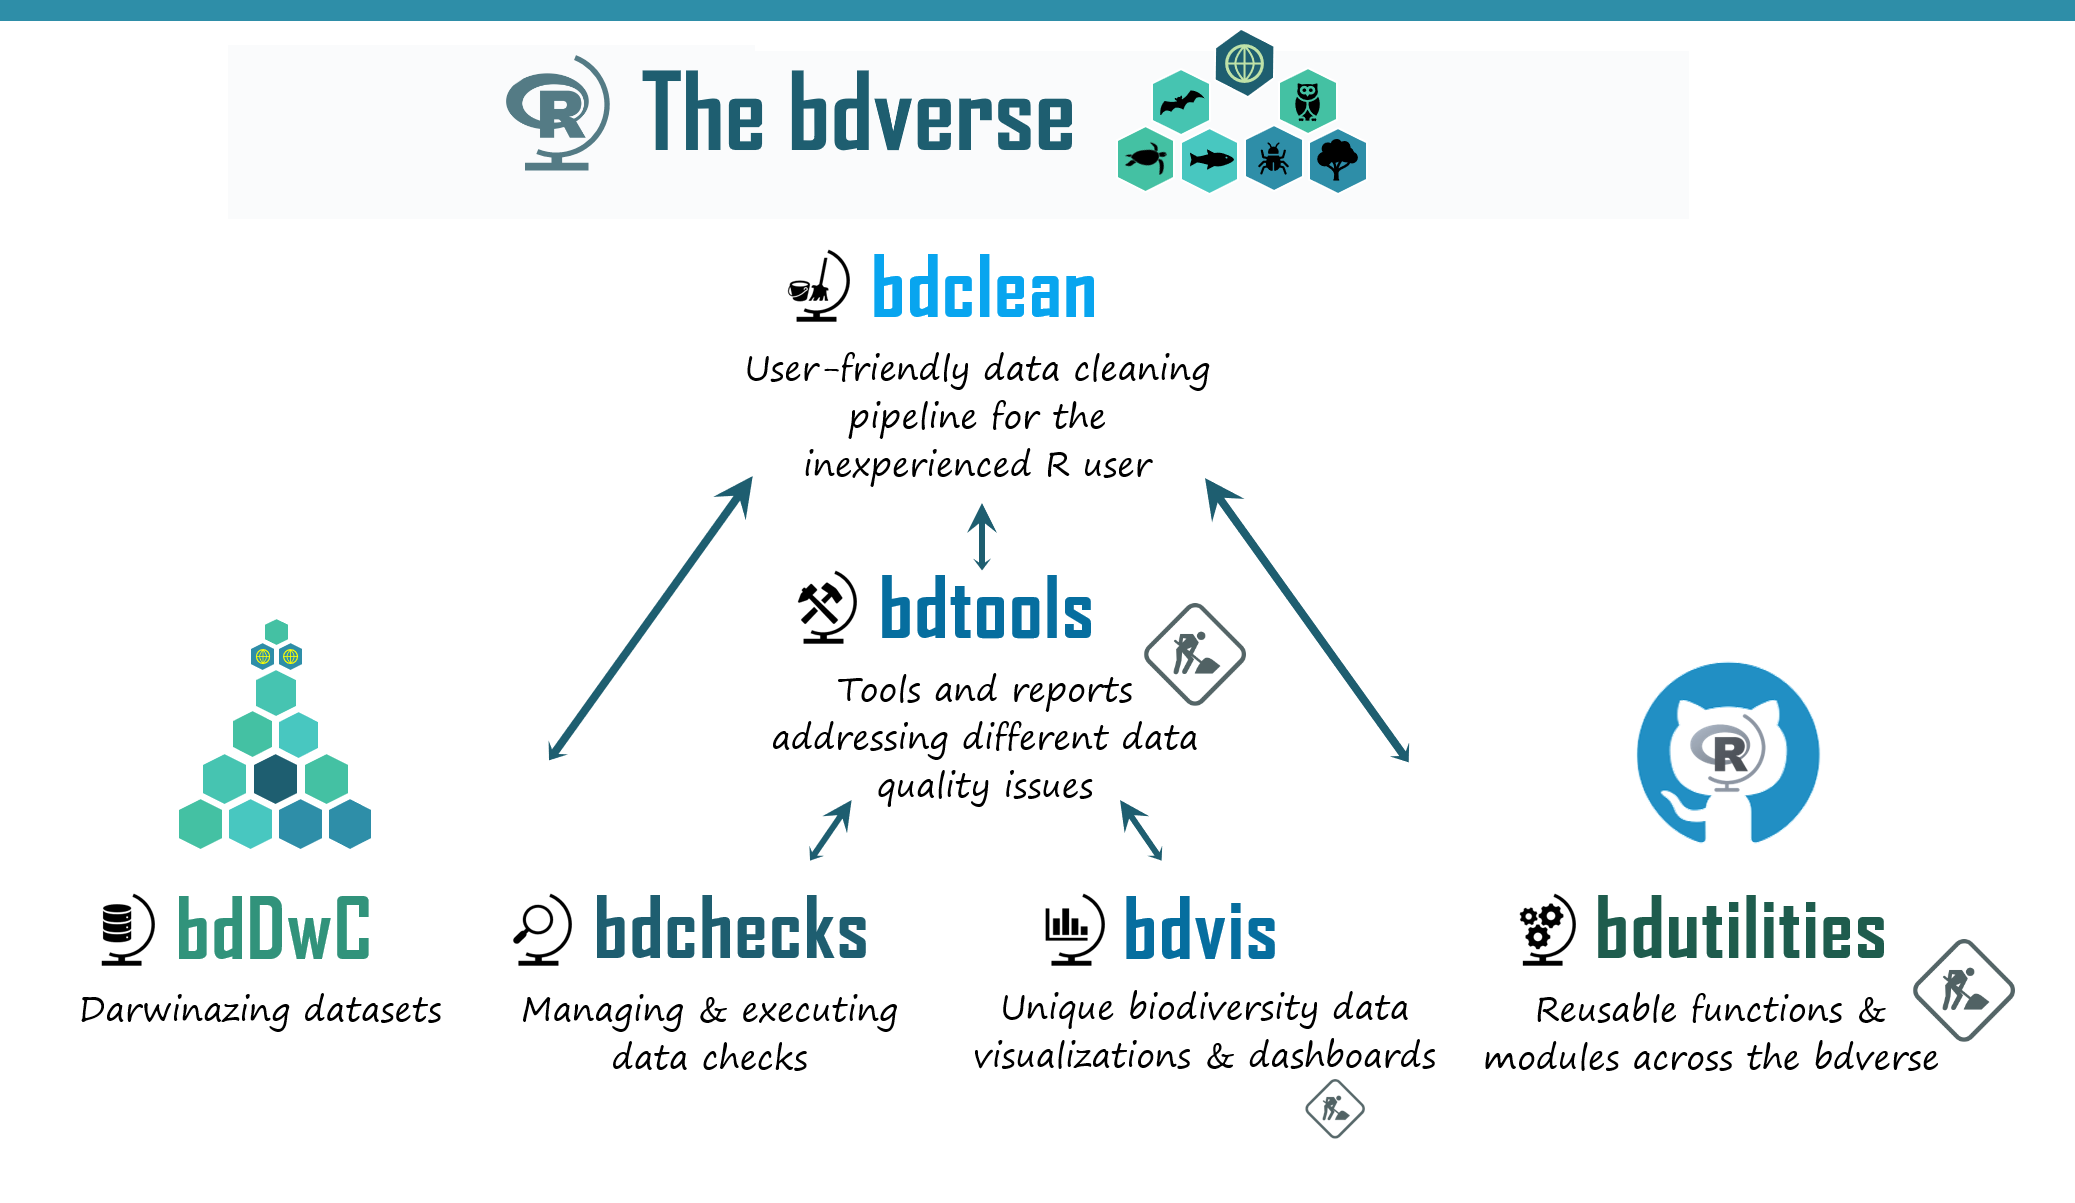 R The bdverse
bdclean
User-friendly data cleaning
pipeline for the
inexperienced R user
bdtools
Tools and reports
addressing different data
quality issues
R
bdDwC
Darwinazing datasets
bdchecks
Managing & executing
data checks
bdvis
Unique biodiversity data
visualizations & dashboards
bdutilities
Reusable functions &
modules across the bdverse